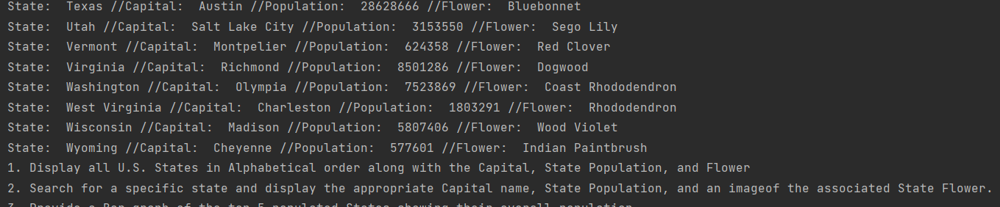 State:  Texas //Capital:  Austin //Population:  28628666 //Flower:  Bluebonnet
State:  Utah //Capital:  Salt Lake City //Population:  3153550 //Flower:  Sego Lily
State:  Vermont //Capital:  Montpelier //Population:  624358 //Flower:  Red Clover
State:  Virginia //Capital:  Richmond //Population:  8501286 //Flower:  Dogwood
State:  Washington //Capital:  Olympia //Population:  7523869 //Flower:  Coast Rhododendron
State:  West Virginia //Capital:  Charleston //Population:  1803291 //Flower:  Rhododendron
State:  Wisconsin //Capital:  Madison //Population:  5807406 //Flower:  Wood Violet
State:  Wyoming //Capital:  Cheyenne //Population:  577601 //Flower:  Indian Paintbrush
1. Display all U.S. States in Alphabetical order along with the Capital, State Population, and Flower
2. Search for a specific state and display the appropriate Capital name, State Population, and an imageof the associated State Flower.
3. Provide a Bar graph of the top 5 populated States showing their overall population